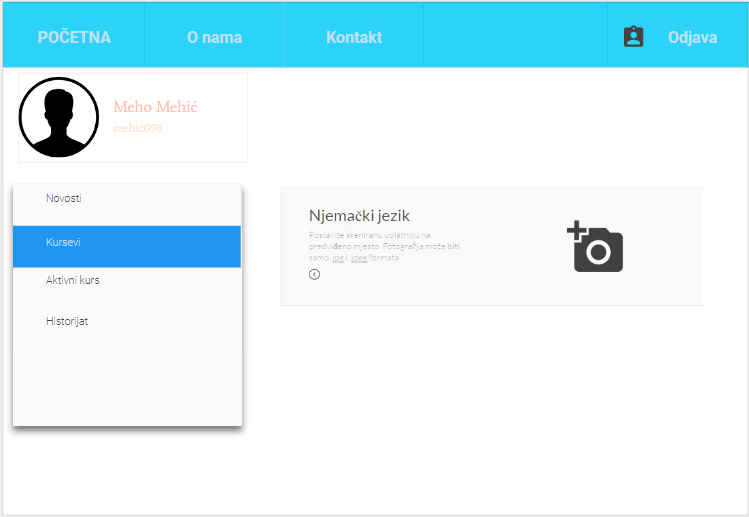 POČETNA
O nama
Kontakt
Odjava
Meho Mehić
mehić098
Novosti
Kursevi
Aktivni kurs
Historijat
Njemački jezik
Postavite skeniranu uplatnicu na
predviđeno mjesto. Fotografija može biti
samo .jpg i .jpeg formata